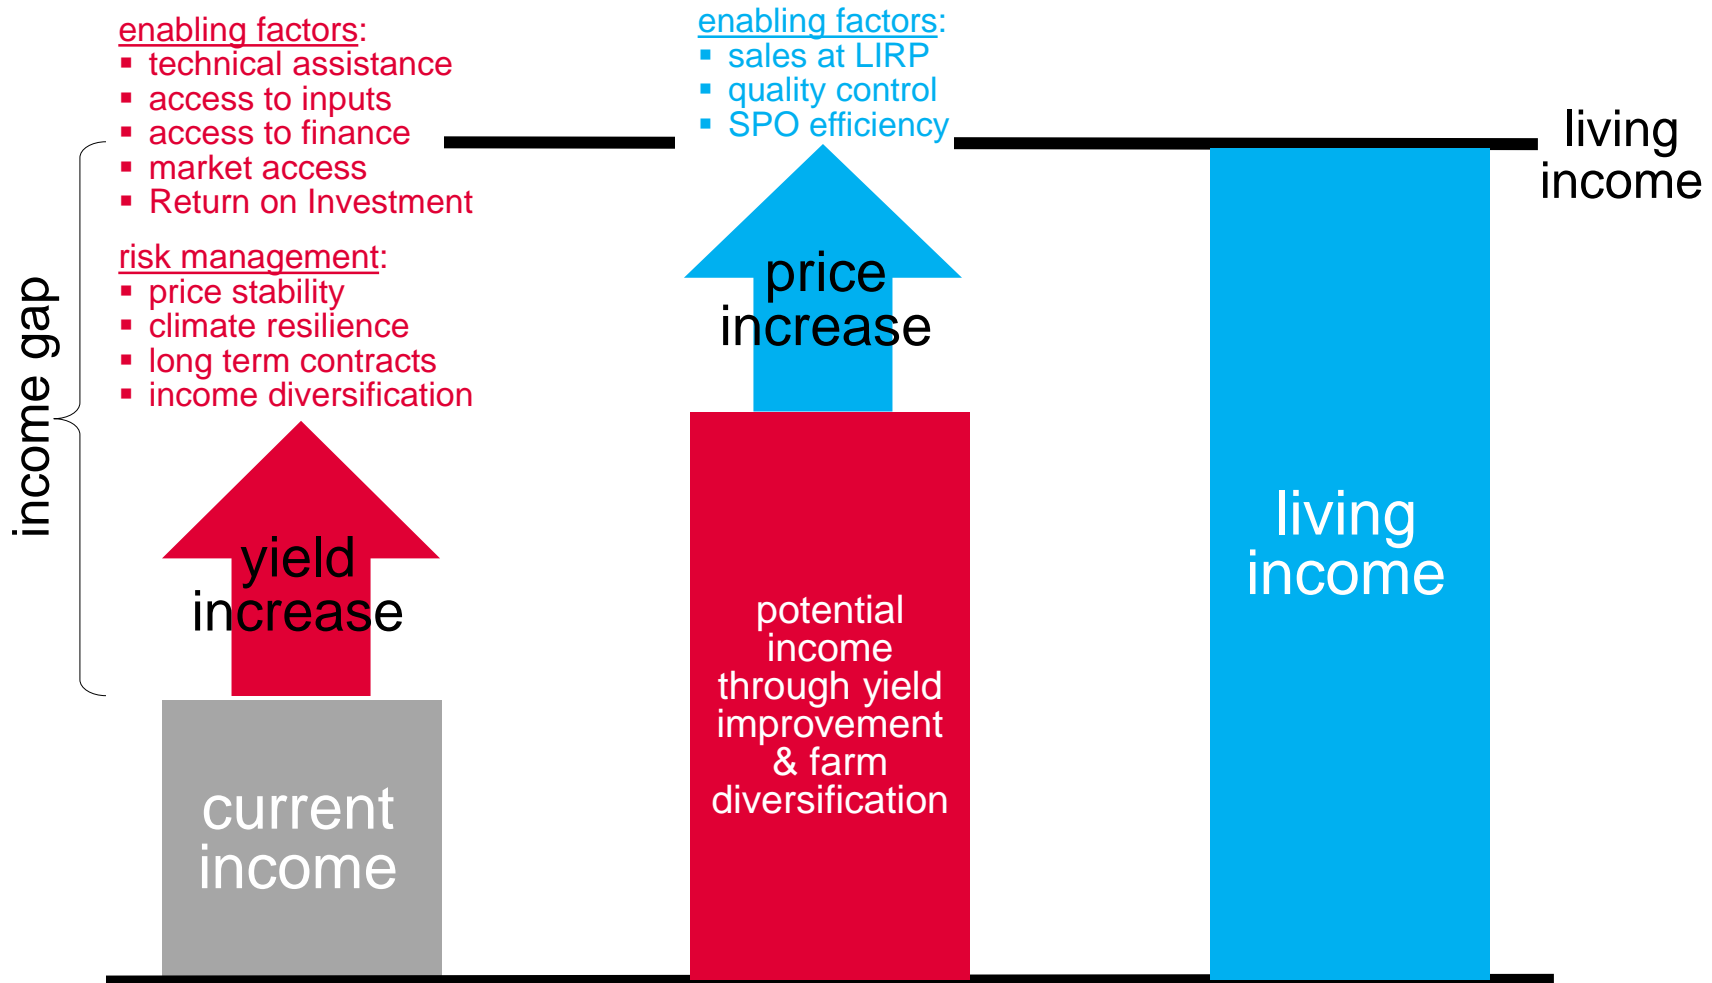 enabling factors:
▪ technical assistance
▪ access to inputs
▪ access to finance
▪ market access
▪ Return on Investment
risk management:
▪ price stability
▪ climate resilience
▪ long term contracts
▪ income diversification
enabling factors:
▪ sales at LIRP
▪ quality control
▪ SPO efficiency
living
income
income gap
yield
increase
price
increase
current
income
potential
income
through yield
improvement
& farm
diversification
living
income